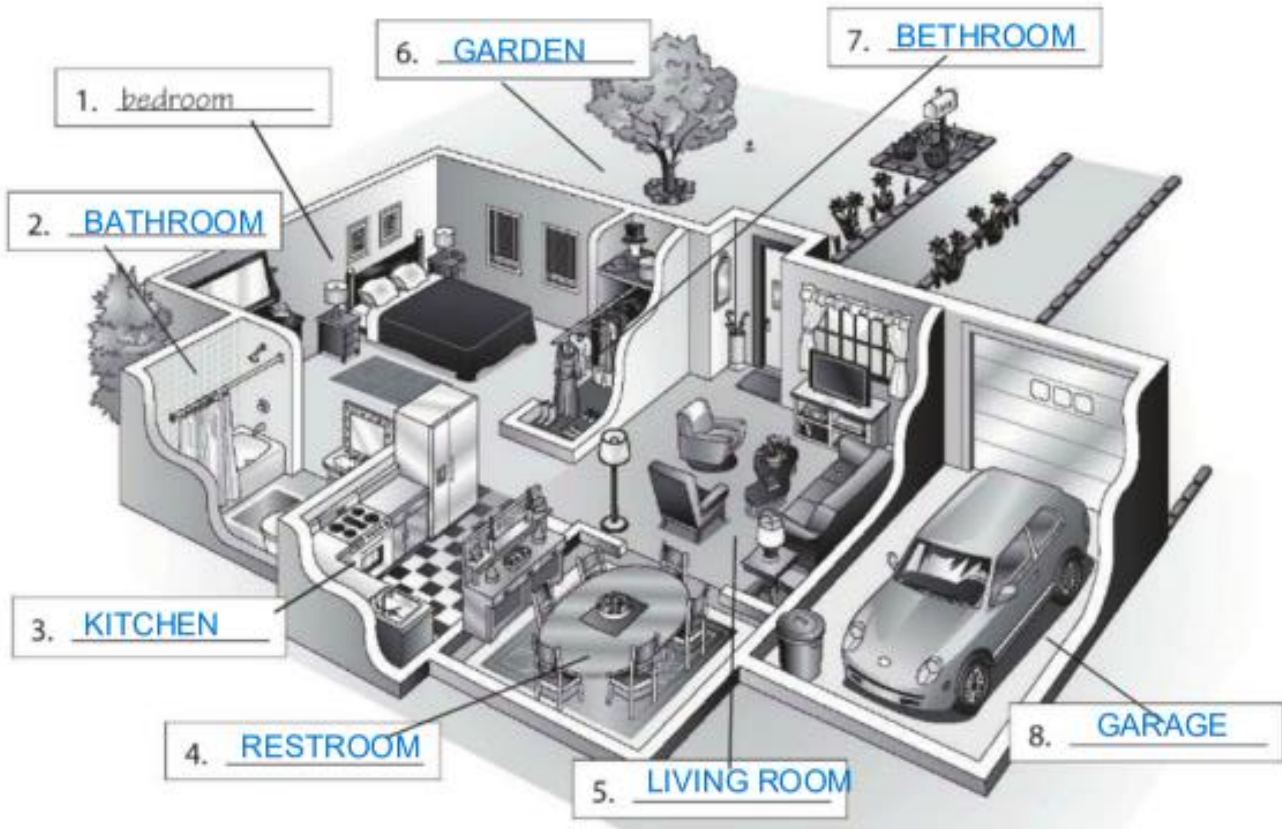 1. bedroom
2. BATHROOM
3. KITCHEN
4. RESTROOM
5. LIVING ROOM
6. GARDEN
7. BETHROOM
8. GARAGE